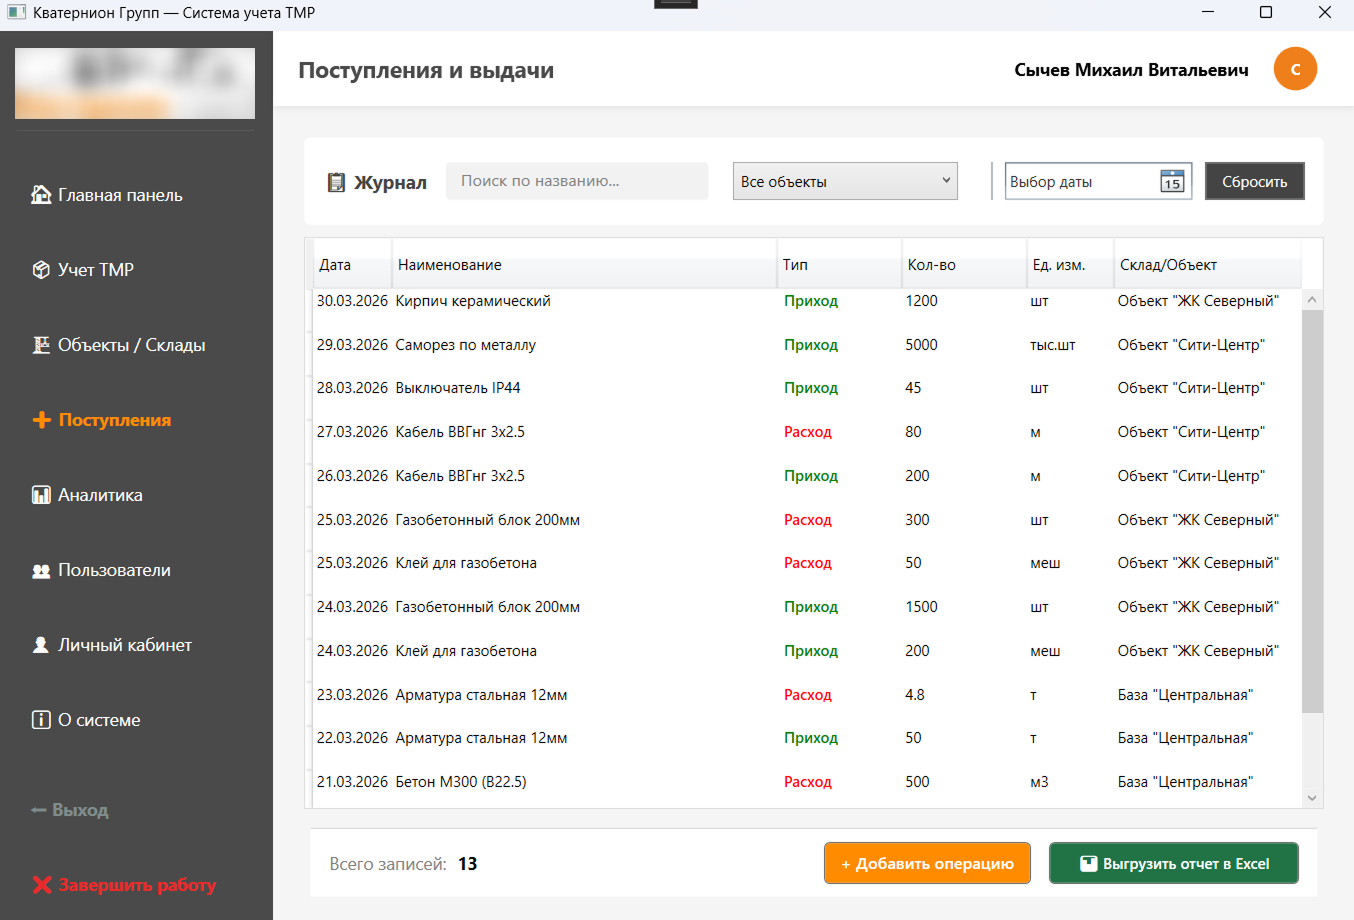 Кватернион Групп — Система учета ТМР
Поступления и выдачи
Сычев Михаил Витальевич
С
Главная панель
Учет ТМР
Объекты / Склады
Поступления
Аналитика
Пользователи
Личный кабинет
О системе
Выход
Завершить работу
Журнал
Поиск по названию...
Все объекты
Выбор даты
15
Сбросить
Дата Наименование Тип Кол-во Ед. изм. Склад/Объект
30.03.2026 Кирпич керамический Приход 1200 шт Объект "ЖК Северный"
29.03.2026 Саморез по металлу Приход 5000 тыс.шт Объект "Сити-Центр"
28.03.2026 Выключатель IP44 Приход 45 шт Объект "Сити-Центр"
27.03.2026 Кабель ВВГнг 3х2.5 Расход 80 м Объект "Сити-Центр"
26.03.2026 Кабель ВВГнг 3х2.5 Приход 200 м Объект "Сити-Центр"
25.03.2026 Газобетонный блок 200мм Расход 300 шт Объект "ЖК Северный"
25.03.2026 Клей для газобетона Расход 50 меш Объект "ЖК Северный"
24.03.2026 Газобетонный блок 200мм Приход 1500 шт Объект "ЖК Северный"
24.03.2026 Клей для газобетона Приход 200 меш Объект "ЖК Северный"
23.03.2026 Арматура стальная 12мм Расход 4.8 т База "Центральная"
22.03.2026 Арматура стальная 12мм Приход 50 т База "Центральная"
21.03.2026 Бетон М300 (В22.5) Расход 500 м3 База "Центральная"
Всего записей: 13
+ Добавить операцию
Выгрузить отчет в Excel